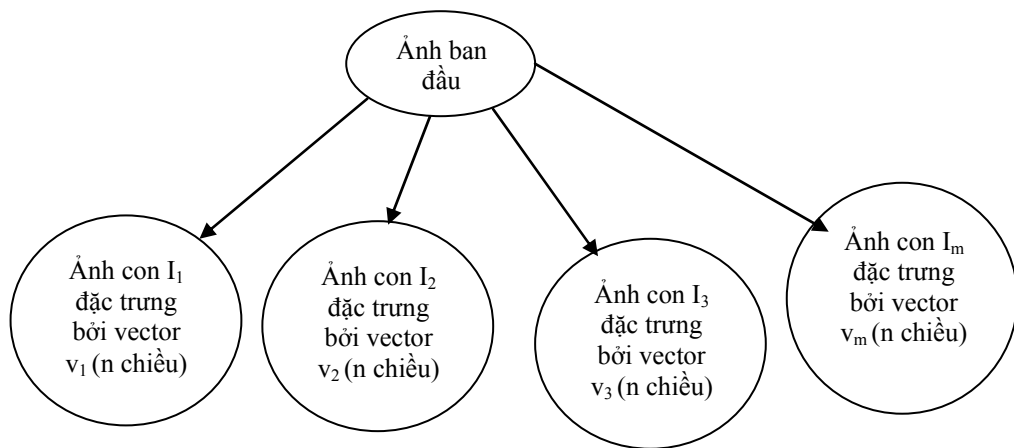 Ảnh ban
đầu
Ảnh con I₁
đặc trưng
bởi vector
v₁ (n chiều)
Ảnh con I₂
đặc trưng
bởi vector
v₂ (n chiều)
Ảnh con I₃
đặc trưng
bởi vector
v₃ (n chiều)
Ảnh con Iₘ
đặc trưng
bởi vector
vₘ (n chiều)